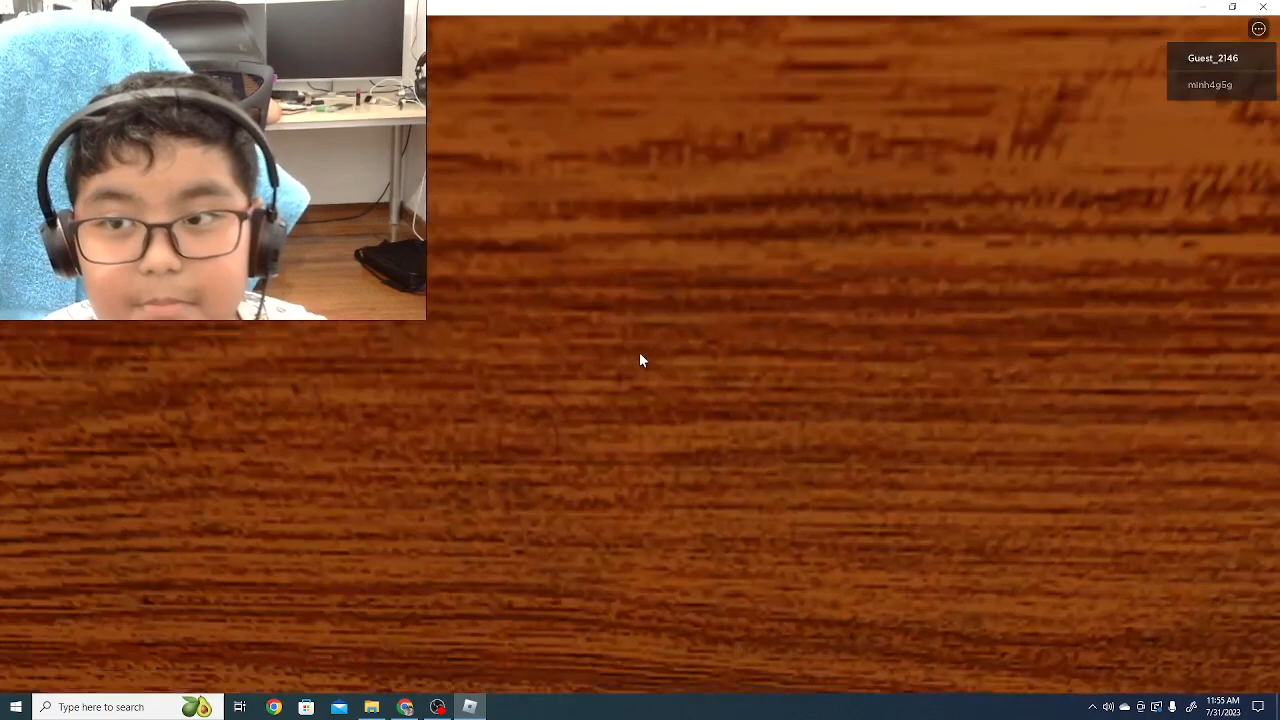 Guest_2146
minh4g5g
Type here to search
11:55 AM
7/31/2023